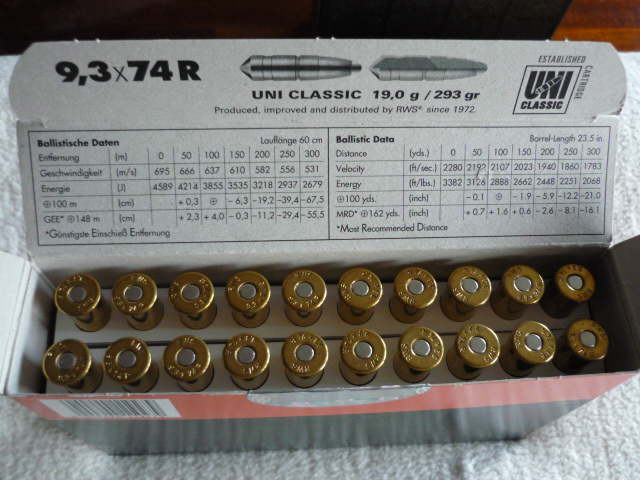 9,3x74R
UNI CLASSIC 19,0 g / 293 gr
Produced, improved and distributed by RWS® since 1972.
ESTABLISHED
CARTRIDGE
UNI
CLASSIC
Ballistische Daten Lauflänge 60 cm
Entfernung (m) 0 50 100 150 200 250 300
Geschwindigkeit (m/s) 695 666 637 610 582 556 531
Energie (J) 4589 4214 3855 3535 3218 2937 2679
⊕100 m (cm) +0,3 ⊕ -6,3 -19,2 -39,4 -67,5
GEE* ⊕148 m (cm) +2,3 +4,0 -0,3 -11,2 -29,4 -55,5
*Günstigste Einschieß Entfernung
Ballistic Data Barrel-Length 23.5 in.
Distance (yds.) 0 50 100 150 200 250 300
Velocity (ft/sec.) 2280 2192 2107 2023 1940 1860 1783
Energy (ft/lbs.) 3382 3126 2888 2662 2448 2251 2068
⊕100 yds. (inch) -0.1 ⊕ -1.9 -5.9 -12.2 -21.0
MRD* ⊕162 yds. (inch) +0.7 +1.6 +0.6 -2.6 -8.1 -16.1
*Most Recommended Distance